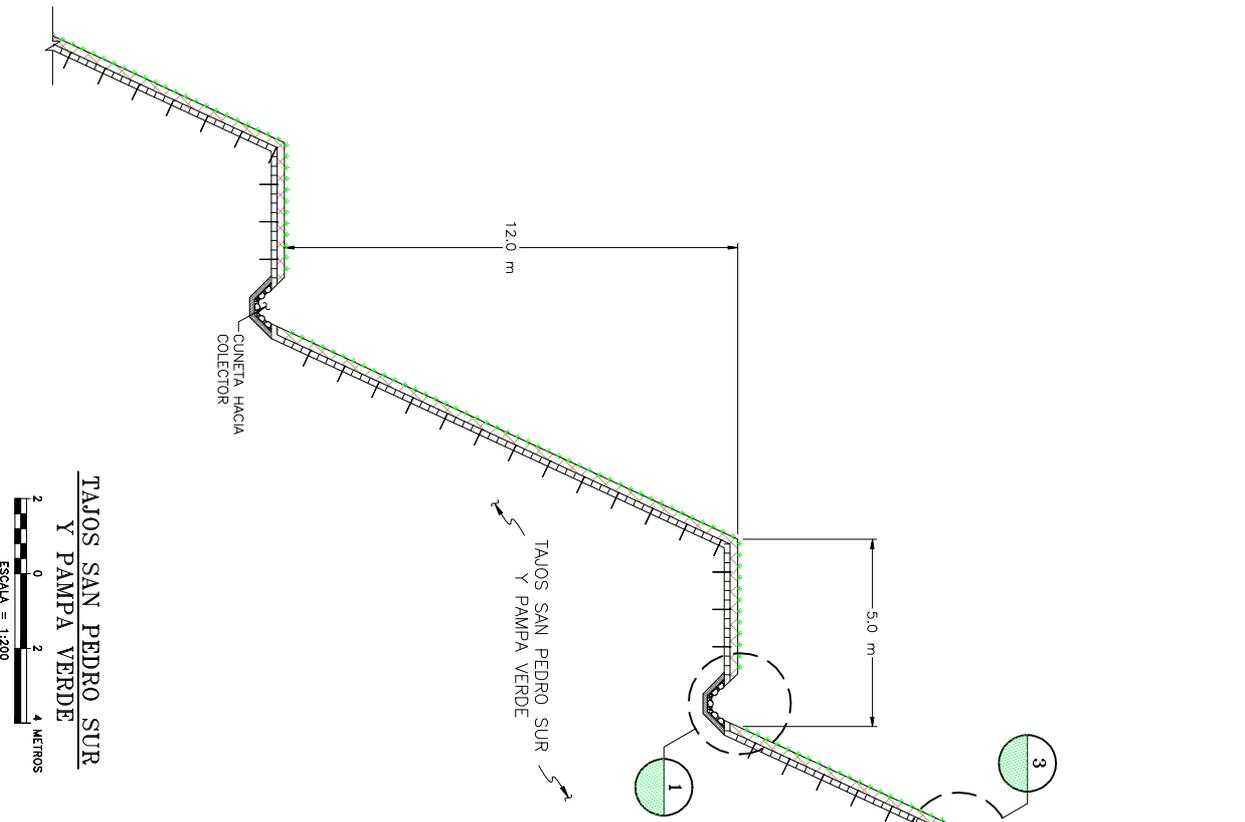 3
5.0 m
12.0 m
1
TAJOS SAN PEDRO SUR
Y PAMPA VERDE
CUNETA HACIA
COLECTOR
TAJOS SAN PEDRO SUR
Y PAMPA VERDE
2 0 2 4 METROS
ESCALA = 1:200